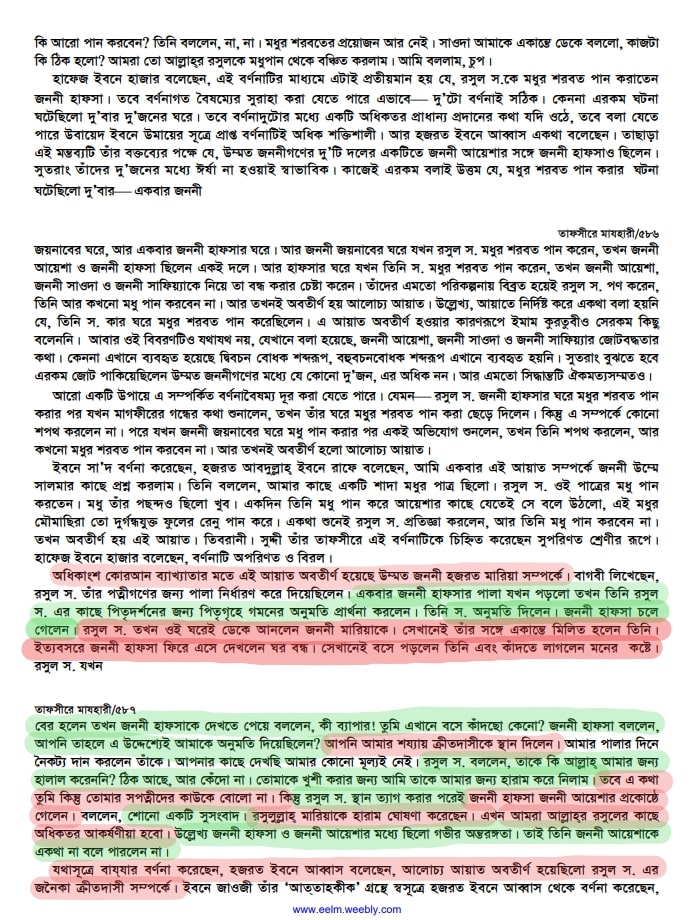 কি আরো পান করবেন? তিনি বললেন, না, না। মধুর শরবতের প্রয়োজন আর নেই। সাওদা আমাকে একান্তে ডেকে বললো, কাজটা
কি ঠিক হলো? আমরা তো আল্লাহ্‌র রসুলকে মধুপান থেকে বঞ্চিত করলাম। আমি বললাম, চুপ।
হাফেজ ইবনে হাজার বলেছেন, এই বর্ণনাটির মাধ্যমে এটাই প্রতীয়মান হয় যে, রসুল স.কে মধুর শরবত পান করাতেন
জননী হাফসা। তবে বর্ণনাগত বৈষম্যের সুরাহা করা যেতে পারে এভাবে— দু'টো বর্ণনাই সঠিক। কেননা এরকম ঘটনা
ঘটেছিলো দু'বার দু'জনের ঘরে। তবে বর্ণনাদুটোর মধ্যে একটি অধিকতর প্রাধান্য প্রদানের কথা যদি ওঠে, তবে বলা যেতে
পারে উবায়েদ ইবনে উমায়ের সূত্রে প্রাপ্ত বর্ণনাটিই অধিক শক্তিশালী। আর হজরত ইবনে আব্বাস একথা বলেছেন। তাছাড়া
এই মন্তব্যটি তাঁর বক্তব্যের পক্ষে যে, উম্মত জননীগণের দু'টি দলের একটিতে জননী আয়েশার সঙ্গে জননী হাফসাও ছিলেন।
সুতরাং তাঁদের দু'জনের মধ্যে ঈর্ষা না হওয়াই স্বাভাবিক। কাজেই এরকম বলাই উত্তম যে, মধুর শরবত পান করার ঘটনা
ঘটেছিলো দু'বার— একবার জননী
তাফসীরে মাযহারী/৫৮৬
জয়নাবের ঘরে, আর একবার জননী হাফসার ঘরে। আর জননী জয়নাবের ঘরে যখন রসুল স. মধুর শরবত পান করেন, তখন জননী
আয়েশা ও জননী হাফসা ছিলেন একই দলে। আর হাফসার ঘরে যখন তিনি স. মধুর শরবত পান করেন, তখন জননী আয়েশা,
জননী সাওদা ও জননী সাফিয়্যাকে নিয়ে তা বন্ধ করার চেষ্টা করেন। তাঁদের এমতো পরিকল্পনায় বিব্রত হয়েই রসুল স. পণ করেন,
তিনি আর কখনো মধু পান করবেন না। আর তখনই অবতীর্ণ হয় আলোচ্য আয়াত। উল্লেখ্য, আয়াতে নির্দিষ্ট করে একথা বলা হয়নি
যে, তিনি স. কার ঘরে মধুর শরবত পান করেছিলেন। এ আয়াত অবতীর্ণ হওয়ার কারণরূপে ইমাম কুরতুবীও সেরকম কিছু
বলেননি। আবার ওই বিবরণটিও যথাযথ নয়, যেখানে বলা হয়েছে, জননী আয়েশা, জননী সাওদা ও জননী সাফিয়্যার জোটবদ্ধতার
কথা। কেননা এখানে ব্যবহৃত হয়েছে দ্বিবচন বোধক শব্দরূপ, বহুবচনবোধক শব্দরূপ এখানে ব্যবহৃত হয়নি। সুতরাং বুঝতে হবে
এরকম জোট পাকিয়েছিলেন উম্মত জননীগণের মধ্যে যে কোনো দু'জন, এর অধিক নন। আর এমতো সিদ্ধান্তটি ঐকমত্যসম্মতও।
আরো একটি উপায়ে এ সম্পর্কিত বর্ণনাবৈষম্য দূর করা যেতে পারে। যেমন— রসুল স. জননী হাফসার ঘরে মধুর শরবত পান
করার পর যখন মাগফীরের গন্ধের কথা শুনালেন, তখন তাঁর ঘরে মধুর শরবত পান করা ছেড়ে দিলেন। কিন্তু এ সম্পর্কে কোনো
শপথ করলেন না। পরে যখন জননী জয়নাবের ঘরে মধু পান করার পর একই অভিযোগ শুনলেন, তখন তিনি শপথ করলেন, আর
কখনো মধুর শরবত পান করবেন না। আর তখনই অবতীর্ণ হলো আলোচ্য আয়াত।
ইবনে সা'দ বর্ণনা করেছেন, হজরত আবদুল্লাহ্ ইবনে রাফে বলেছেন, আমি একবার এই আয়াত সম্পর্কে জননী উম্মে
সালমার কাছে প্রশ্ন করলাম। তিনি বললেন, আমার কাছে একটি শাদা মধুর পাত্র ছিলো। রসুল স. ওই পাত্রের মধু পান
করতেন। মধু তাঁর পছন্দও ছিলো খুব। একদিন তিনি মধু পান করে আয়েশার কাছে যেতেই সে বলে উঠলো, এই মধুর
মৌমাছিরা তো দুর্গন্ধযুক্ত ফুলের রেনু পান করে। একথা শুনেই রসুল স. প্রতিজ্ঞা করলেন, আর তিনি মধু পান করবেন না।
তখন অবতীর্ণ হয় এই আয়াত। তিবরানী। সুদ্দী তাঁর তাফসীরে এই বর্ণনাটিকে চিহ্নিত করেছেন সুপরিণত শ্রেণীর রূপে।
হাফেজ ইবনে হাজার বলেছেন, বর্ণনাটি অপরিণত ও বিরল।
অধিকাংশ কোরআন ব্যাখ্যাতার মতে এই আয়াত অবতীর্ণ হয়েছে উম্মত জননী হজরত মারিয়া সম্পর্কে। বাগবী লিখেছেন,
রসুল স. তাঁর পত্নীগণের জন্য পালা নির্ধারণ করে দিয়েছিলেন। একবার জননী হাফসার পালা যখন পড়লো তখন তিনি রসুল
স. এর কাছে পিতৃদর্শনের জন্য পিতৃগৃহে গমনের অনুমতি প্রার্থনা করলেন। তিনি স. অনুমতি দিলেন। জননী হাফসা চলে
গেলেন। রসুল স. তখন ওই ঘরেই ডেকে আনলেন জননী মারিয়াকে। সেখানেই তাঁর সঙ্গে একান্তে মিলিত হলেন তিনি।
ইত্যবসরে জননী হাফসা ফিরে এসে দেখলেন ঘর বন্ধ। সেখানেই বসে পড়লেন তিনি এবং কাঁদতে লাগলেন মনের কষ্টে।
রসুল স. যখন
তাফসীরে মাযহারী/৫৮৭
বের হলেন তখন জননী হাফসাকে দেখতে পেয়ে বললেন, কী ব্যাপার! তুমি এখানে বসে কাঁদছো কেনো? জননী হাফসা বললেন,
আপনি তাহলে এ উদ্দেশ্যেই আমাকে অনুমতি দিয়েছিলেন? আপনি আমার শয্যায় ক্রীতদাসীকে স্থান দিলেন। আমার পালার দিনে
নৈকট্য দান করলেন তাঁকে। আপনার কাছে দেখছি আমার কোনো মূল্যই নেই। রসুল স. বললেন, তাকে কি আল্লাহ্ আমার জন্য
হালাল করেননি? ঠিক আছে, আর কেঁদো না। তোমাকে খুশী করার জন্য আমি তাকে আমার জন্য হারাম করে নিলাম। তবে এ কথা
তুমি কিন্তু তোমার সপত্নীদের কাউকে বোলো না। কিন্তু রসুল স. স্থান ত্যাগ করার পরেই জননী হাফসা জননী আয়েশার প্রকোষ্ঠে
গেলেন। বললেন, শোনো একটি সুসংবাদ। রসুলুল্লাহ্ মারিয়াকে হারাম ঘোষণা করেছেন। এখন আমরা আল্লাহ্‌র রসুলের কাছে
অধিকতর আকর্ষণীয়া হবো। উল্লেখ্য জননী হাফসা ও জননী আয়েশার মধ্যে ছিলো গভীর অন্তরঙ্গতা। তাই তিনি জননী আয়েশাকে
একথা না বলে পারলেন না।
যথাসূত্রে বায্‌যার বর্ণনা করেছেন, হজরত ইবনে আব্বাস বলেছেন, আলোচ্য আয়াত অবতীর্ণ হয়েছিলো রসুল স. এর
জনৈকা ক্রীতদাসী সম্পর্কে। ইবনে জাওজী তাঁর 'আত্‌তাহকীক' গ্রন্থে স্বসূত্রে হজরত ইবনে আব্বাস থেকে বর্ণনা করেছেন,
www.eelm.weebly.com